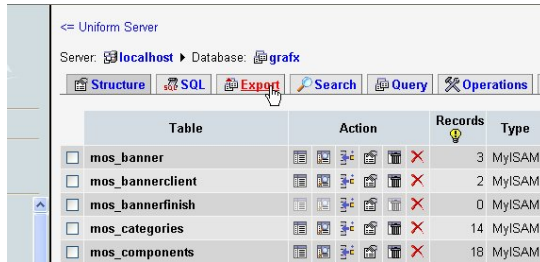 <= Uniform Server
Server: localhost ▸ Database: grafx
Structure SQL Export Search Query Operations
Table Action Records Type
mos_banner 3 MyISAM
mos_bannerclient 2 MyISAM
mos_bannerfinish 0 MyISAM
mos_categories 14 MyISAM
mos_components 18 MyISAM